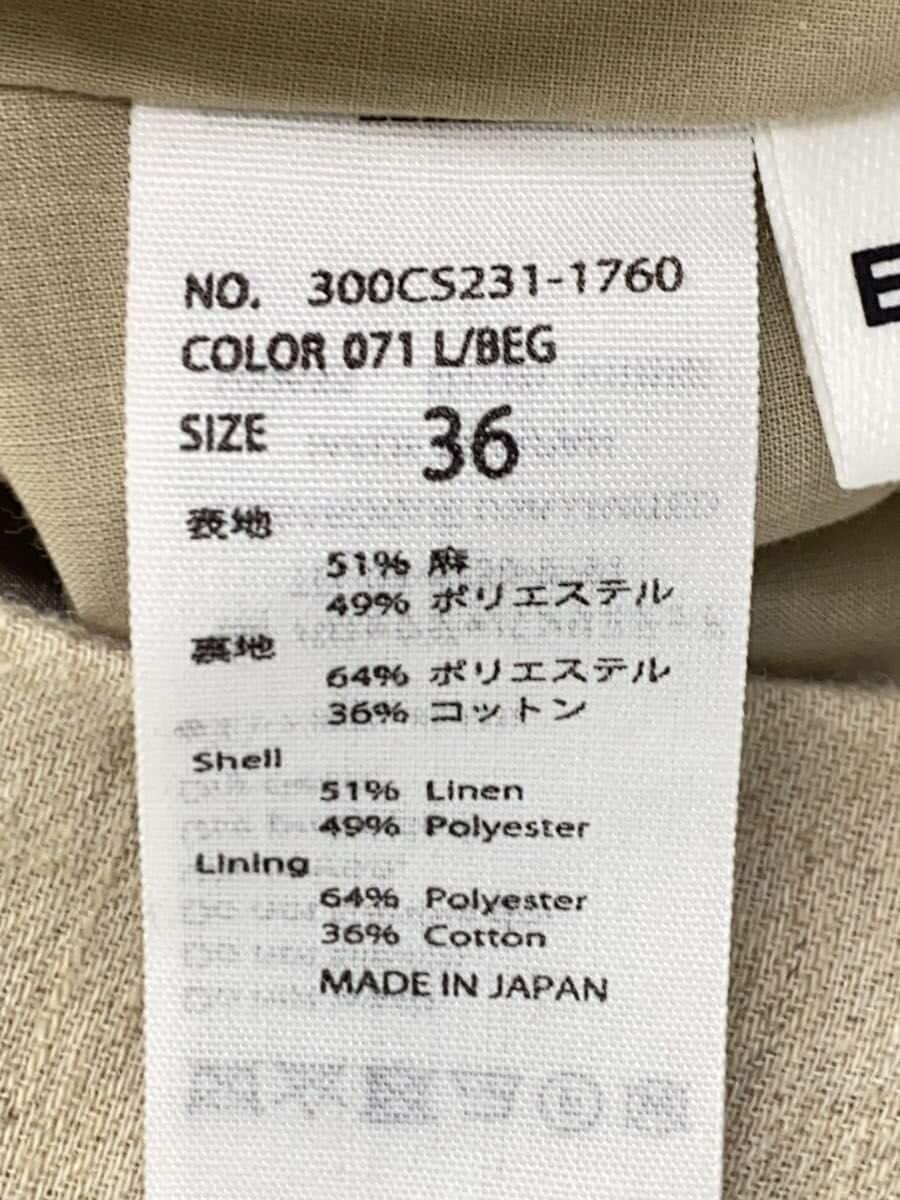 NO. 300CS231-1760
COLOR 071 L/BEG
SIZE 36
表地
51% 麻
49% ポリエステル
裏地
64% ポリエステル
36% コットン
Shell
51% Linen
49% Polyester
Lining
64% Polyester
36% Cotton
MADE IN JAPAN